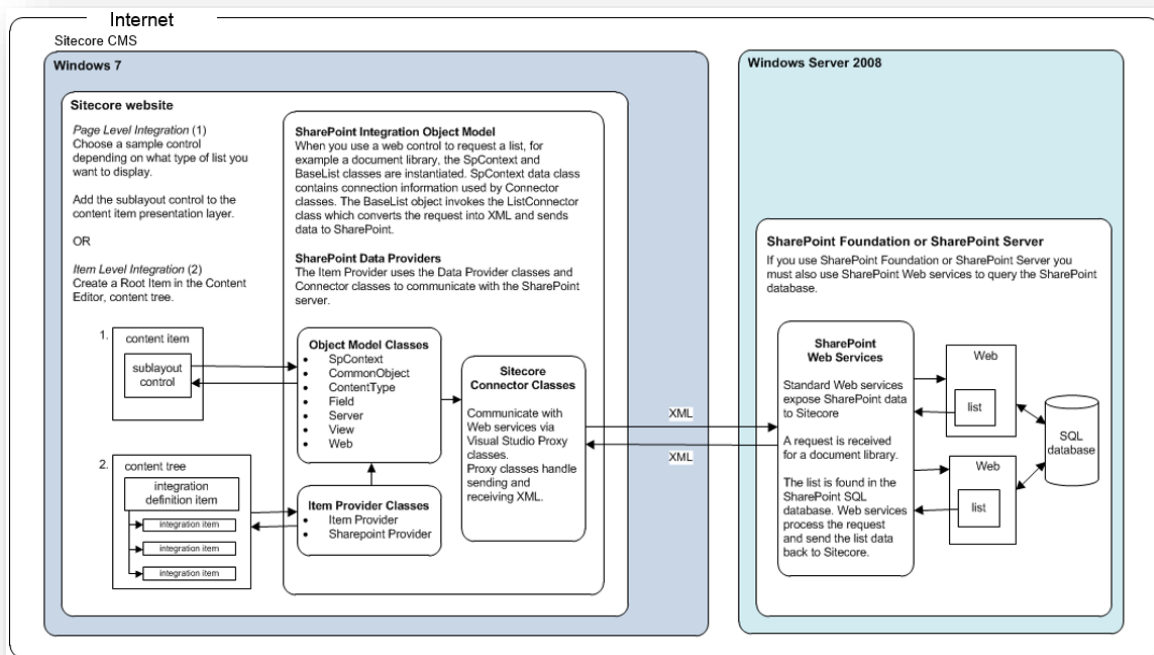 Internet
Sitecore CMS
Windows 7
Sitecore website
Page Level Integration (1)
Choose a sample control
depending on what type of list you
want to display.
Add the sublayout control to the
content item presentation layer.
OR
Item Level Integration (2)
Create a Root Item in the Content
Editor, content tree.
SharePoint Integration Object Model
When you use a web control to request a list, for
example a document library, the SpContext and
BaseList classes are instantiated. SpContext data class
contains connection information used by Connector
classes. The BaseList object invokes the ListConnector
class which converts the request into XML and sends
data to SharePoint.
SharePoint Data Providers
The Item Provider uses the Data Provider classes and
Connector classes to communicate with the SharePoint
server.
1.
content item
sublayout
control
2.
content tree
integration
definition item
integration item
integration item
integration item
Object Model Classes
• SpContext
• CommonObject
• ContentType
• Field
• Server
• View
• Web
Item Provider Classes
• Item Provider
• Sharepoint Provider
Sitecore
Connector Classes
Communicate with
Web services via
Visual Studio Proxy
classes.
Proxy classes handle
sending and
receiving XML.
XML
XML
Windows Server 2008
SharePoint Foundation or SharePoint Server
If you use SharePoint Foundation or SharePoint Server you
must also use SharePoint Web services to query the SharePoint
database.
SharePoint
Web Services
Standard Web services
expose SharePoint data
to Sitecore
A request is received
for a document library.
The list is found in the
SharePoint SQL
database. Web services
process the request
and send the list data
back to Sitecore.
Web
list
Web
list
SQL
database